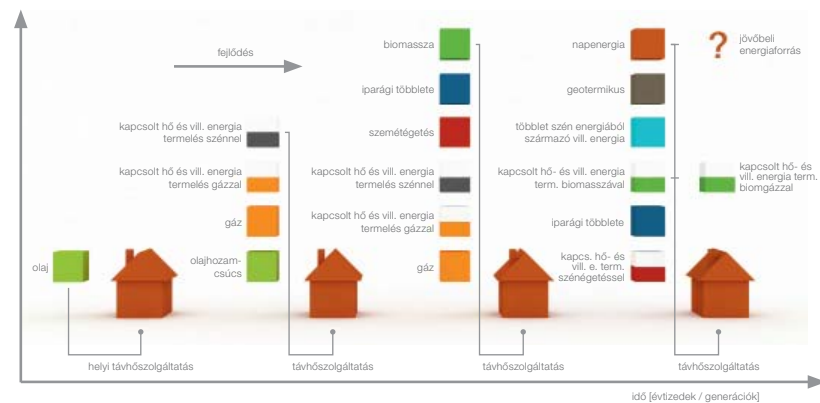 fejlődés
olaj
helyi távhőszolgáltatás
kapcsolt hő és vill. energia
termelés szénnel
kapcsolt hő és vill. energia
termelés gázzal
gáz
olajhozam-
csúcs
távhőszolgáltatás
biomassza
iparági többlete
szemétégetés
kapcsolt hő és vill. energia
termelés szénnel
kapcsolt hő és vill. energia
termelés gázzal
gáz
távhőszolgáltatás
napenergia
geotermikus
többlet szén energiából
származó vill. energia
kapcsolt hő- és vill. energia
term. biomasszával
iparági többlete
kapcs. hő- és
vill. e. term.
szénégetéssel
?
jövőbeli
energiaforrás
kapcsolt hő- és
vill. energia term.
biomgázzal
távhőszolgáltatás
idő [évtizedek / generációk]